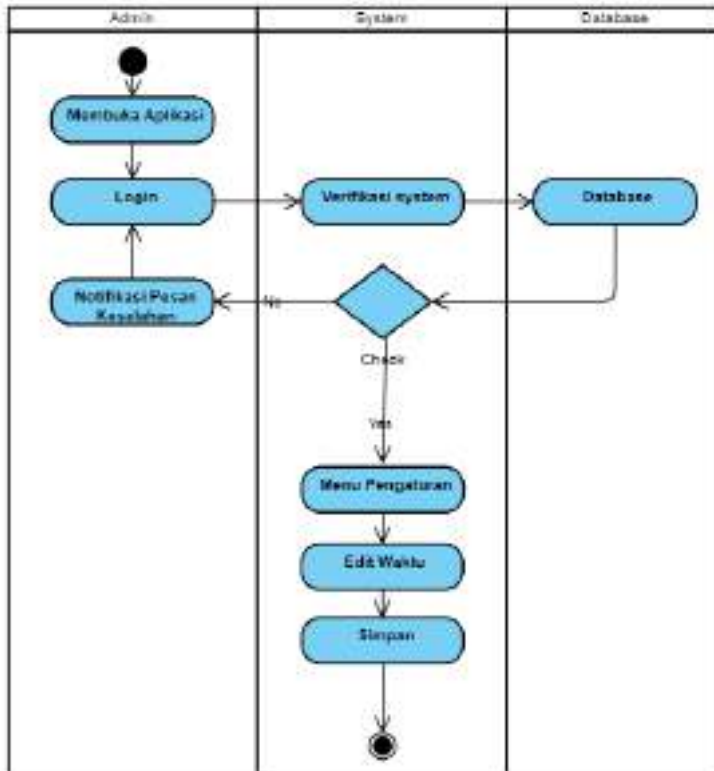 Admin
System
Database
Membuka Aplikasi
Login
Verifikasi system
Database
Notifikasi Pesan
Kesalahan
No
Check
Yes
Menu Pengaturan
Edit Waktu
Simpan